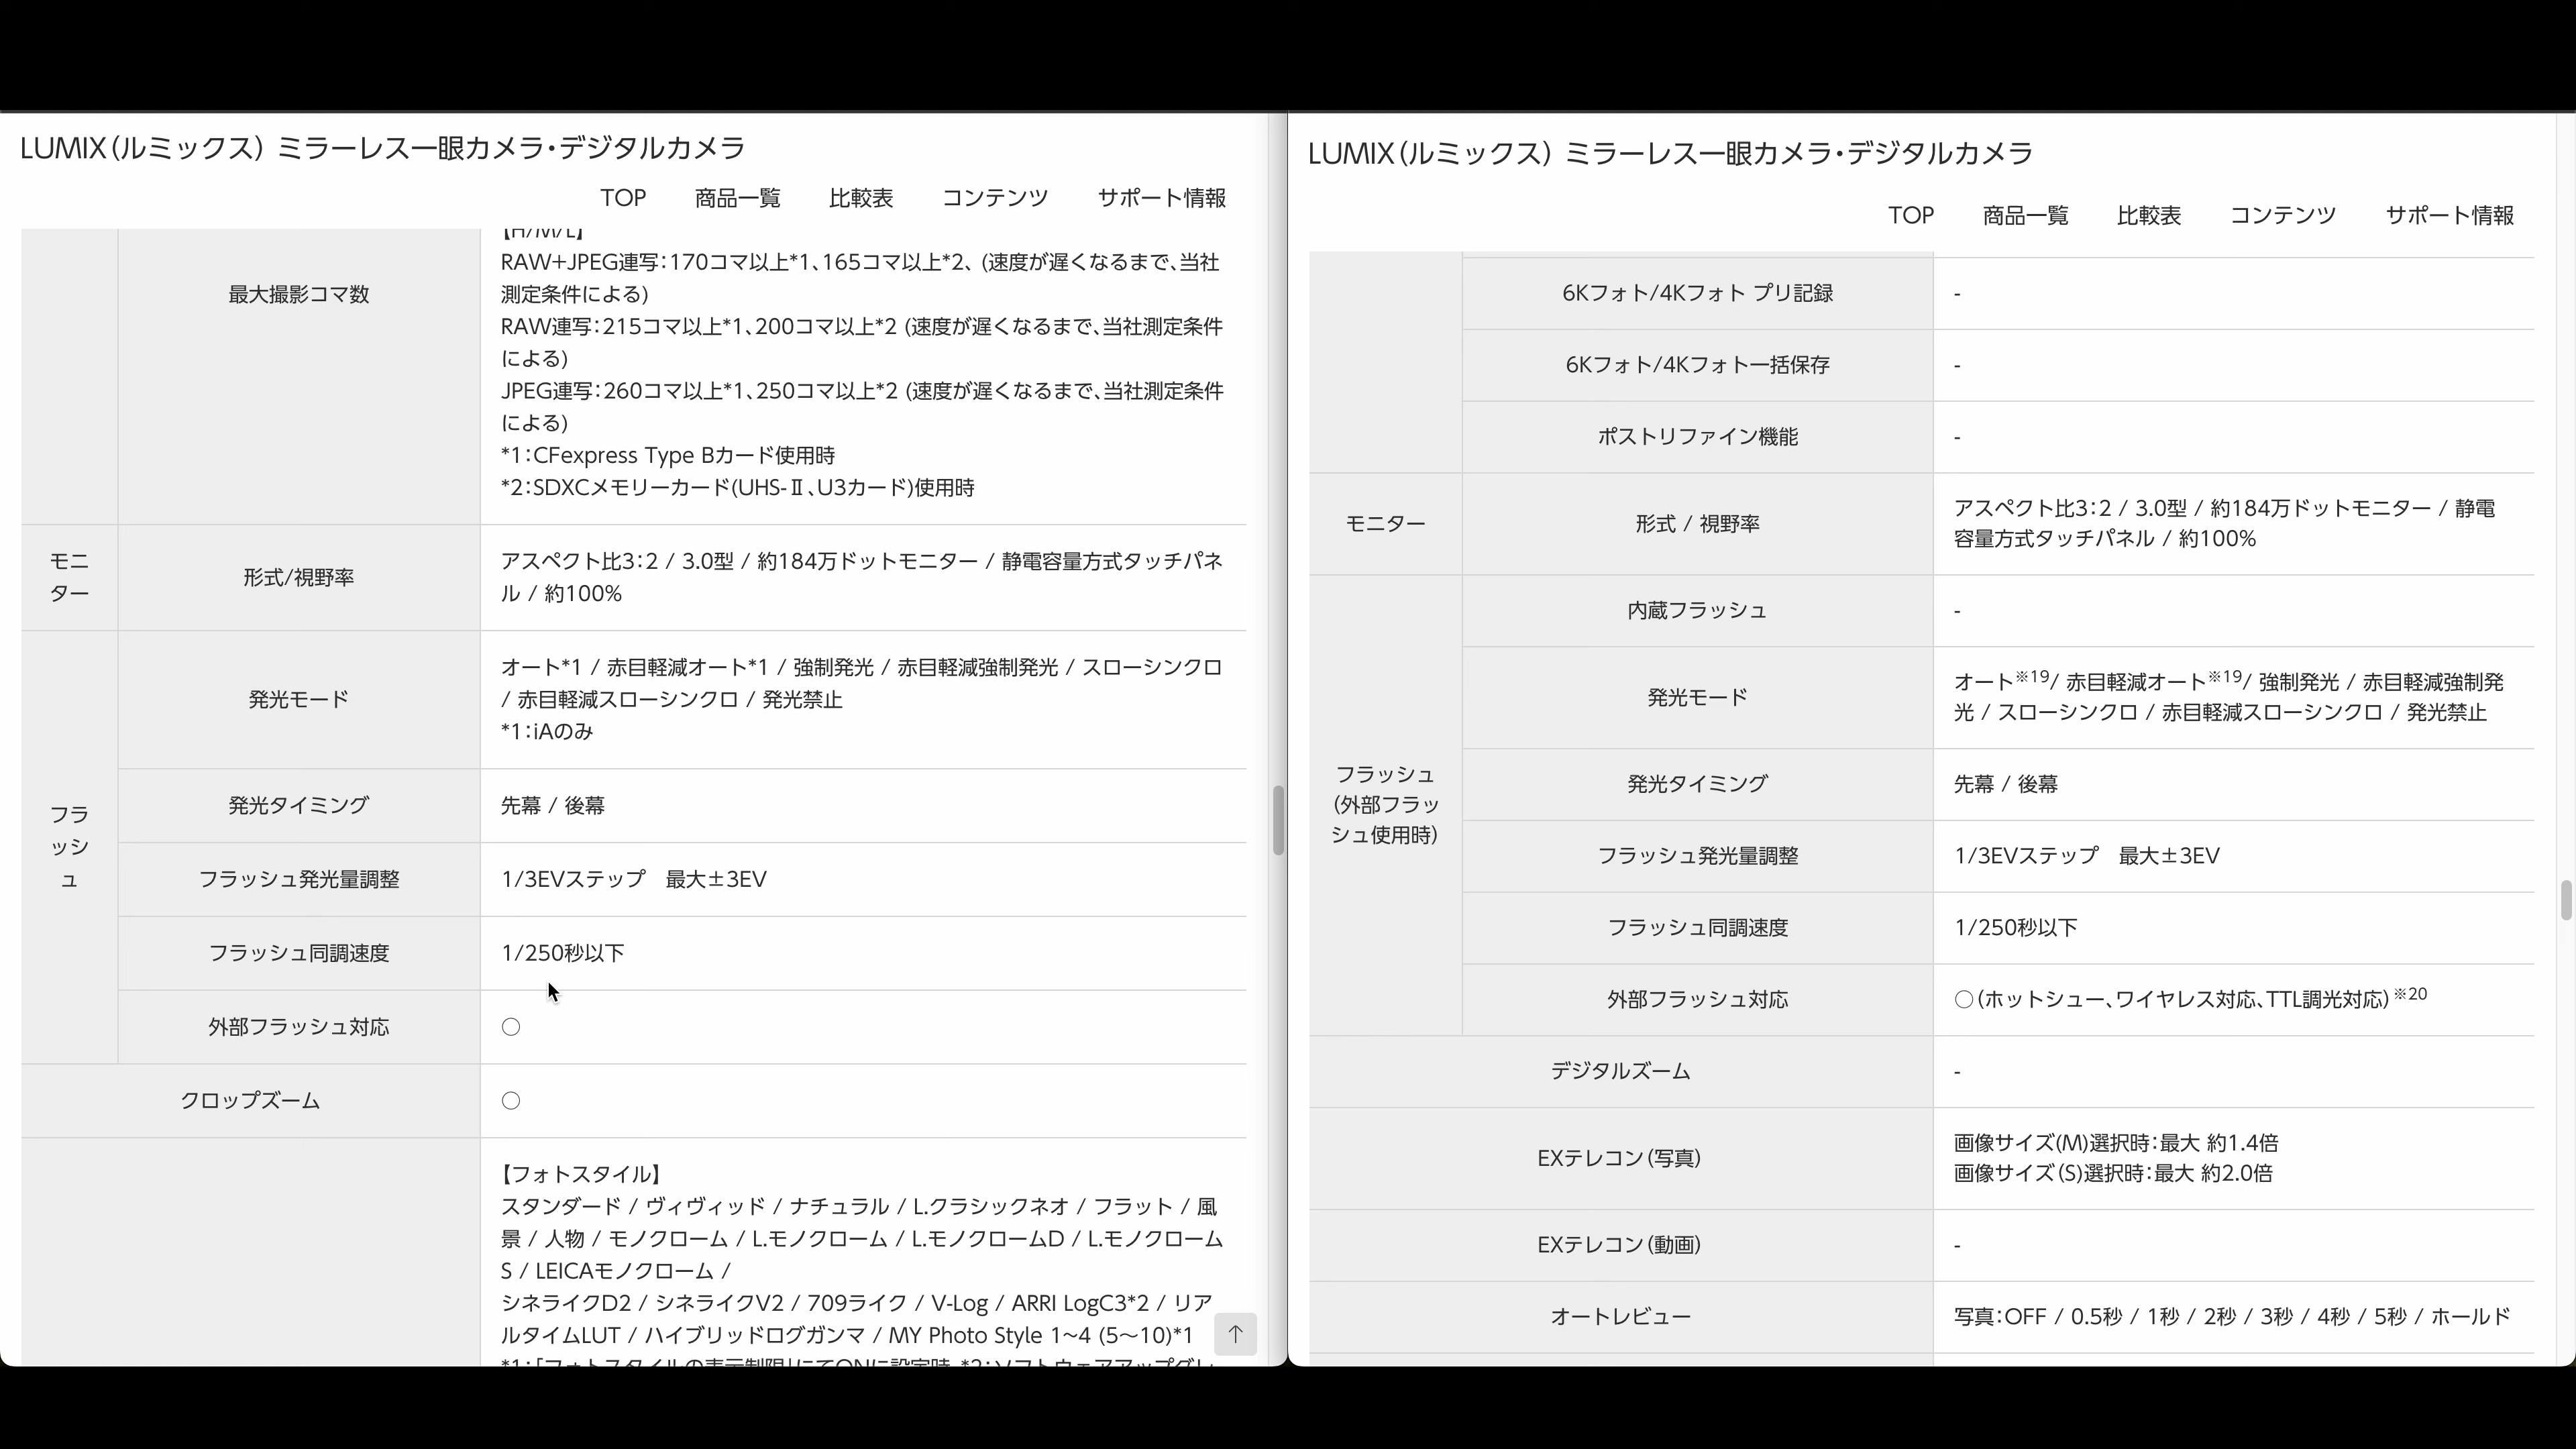 LUMIX（ルミックス） ミラーレス一眼カメラ・デジタルカメラ
TOP 商品一覧 比較表 コンテンツ サポート情報
最大撮影コマ数
【H/M/L】
RAW+JPEG連写：170コマ以上*1、165コマ以上*2、（速度が遅くなるまで、当社
測定条件による）
RAW連写：215コマ以上*1、200コマ以上*2（速度が遅くなるまで、当社測定条件
による）
JPEG連写：260コマ以上*1、250コマ以上*2（速度が遅くなるまで、当社測定条件
による）
*1：CFexpress Type Bカード使用時
*2：SDXCメモリーカード(UHS-Ⅱ、U3カード)使用時
モニ
ター
形式/視野率
アスペクト比3：2 / 3.0型 / 約184万ドットモニター / 静電容量方式タッチパネ
ル / 約100%
フラ
ッシ
ュ
発光モード
オート*1 / 赤目軽減オート*1 / 強制発光 / 赤目軽減強制発光 / スローシンクロ
/ 赤目軽減スローシンクロ / 発光禁止
*1：iAのみ
発光タイミング
先幕 / 後幕
フラッシュ発光量調整
1/3EVステップ　最大±3EV
フラッシュ同調速度
1/250秒以下
外部フラッシュ対応
○
クロップズーム
○
【フォトスタイル】
スタンダード / ヴィヴィッド / ナチュラル / L.クラシックネオ / フラット / 風
景 / 人物 / モノクローム / L.モノクローム / L.モノクロームD / L.モノクローム
S / LEICAモノクローム /
シネライクD2 / シネライクV2 / 709ライク / V-Log / ARRI LogC3*2 / リア
ルタイムLUT / ハイブリッドログガンマ / MY Photo Style 1~4 (5～10)*1
*1：「フォトスタイルの表示制限」にてONに設定時 *2：ソフトウェアアップグレ
↑
LUMIX（ルミックス） ミラーレス一眼カメラ・デジタルカメラ
TOP 商品一覧 比較表 コンテンツ サポート情報
6Kフォト/4Kフォト プリ記録
-
6Kフォト/4Kフォト一括保存
-
ポストリファイン機能
-
モニター
形式 / 視野率
アスペクト比3：2 / 3.0型 / 約184万ドットモニター / 静電
容量方式タッチパネル / 約100%
フラッシュ
（外部フラッ
シュ使用時）
内蔵フラッシュ
-
発光モード
オート※19/ 赤目軽減オート※19/ 強制発光 / 赤目軽減強制発
光 / スローシンクロ / 赤目軽減スローシンクロ / 発光禁止
発光タイミング
先幕 / 後幕
フラッシュ発光量調整
1/3EVステップ　最大±3EV
フラッシュ同調速度
1/250秒以下
外部フラッシュ対応
○（ホットシュー、ワイヤレス対応、TTL調光対応）※20
デジタルズーム
-
EXテレコン（写真）
画像サイズ(M)選択時：最大 約1.4倍
画像サイズ（S)選択時：最大 約2.0倍
EXテレコン（動画）
-
オートレビュー
写真：OFF / 0.5秒 / 1秒 / 2秒 / 3秒 / 4秒 / 5秒 / ホールド